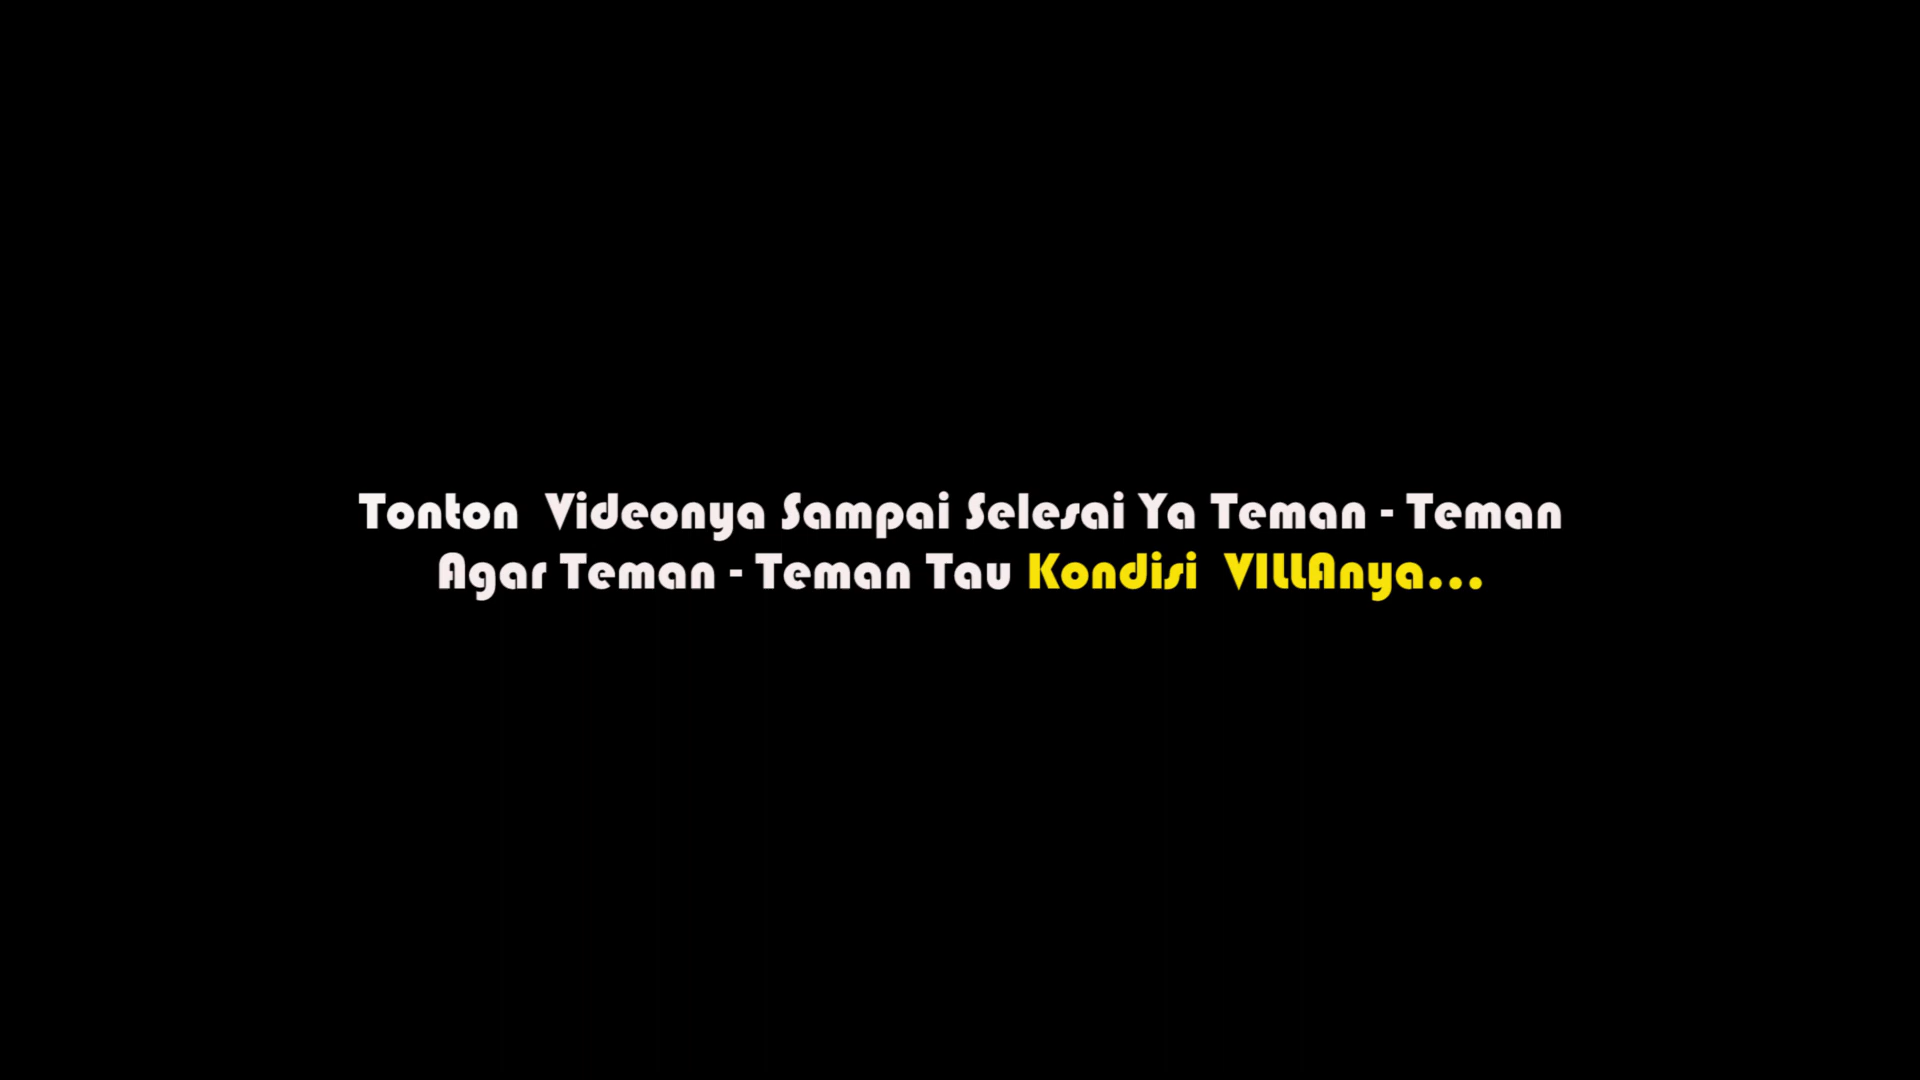 Tonton Videonya Sampai Selesai Ya Teman - Teman
Agar Teman - Teman Tau Kondisi VILLAnya...